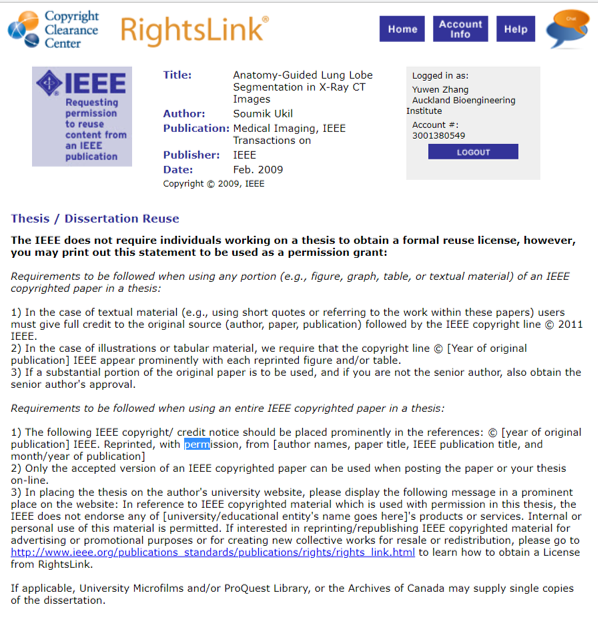 Copyright
Clearance
Center
RightsLink®
Home
Account
Info
Help
Chat
IEEE
Requesting
permission
to reuse
content from
an IEEE
publication
Title: Anatomy-Guided Lung Lobe
Segmentation in X-Ray CT
Images
Author: Soumik Ukil
Publication: Medical Imaging, IEEE
Transactions on
Publisher: IEEE
Date: Feb. 2009
Copyright © 2009, IEEE
Logged in as:
Yuwen Zhang
Auckland Bioengineering
Institute
Account #:
3001380549
LOGOUT
Thesis / Dissertation Reuse
The IEEE does not require individuals working on a thesis to obtain a formal reuse license, however,
you may print out this statement to be used as a permission grant:
Requirements to be followed when using any portion (e.g., figure, graph, table, or textual material) of an IEEE
copyrighted paper in a thesis:
1) In the case of textual material (e.g., using short quotes or referring to the work within these papers) users
must give full credit to the original source (author, paper, publication) followed by the IEEE copyright line © 2011
IEEE.
2) In the case of illustrations or tabular material, we require that the copyright line © [Year of original
publication] IEEE appear prominently with each reprinted figure and/or table.
3) If a substantial portion of the original paper is to be used, and if you are not the senior author, also obtain the
senior author's approval.
Requirements to be followed when using an entire IEEE copyrighted paper in a thesis:
1) The following IEEE copyright/ credit notice should be placed prominently in the references: © [year of original
publication] IEEE. Reprinted, with permission, from [author names, paper title, IEEE publication title, and
month/year of publication]
2) Only the accepted version of an IEEE copyrighted paper can be used when posting the paper or your thesis
on-line.
3) In placing the thesis on the author's university website, please display the following message in a prominent
place on the website: In reference to IEEE copyrighted material which is used with permission in this thesis, the
IEEE does not endorse any of [university/educational entity's name goes here]'s products or services. Internal or
personal use of this material is permitted. If interested in reprinting/republishing IEEE copyrighted material for
advertising or promotional purposes or for creating new collective works for resale or redistribution, please go to
http://www.ieee.org/publications_standards/publications/rights/rights_link.html to learn how to obtain a License
from RightsLink.
If applicable, University Microfilms and/or ProQuest Library, or the Archives of Canada may supply single copies
of the dissertation.